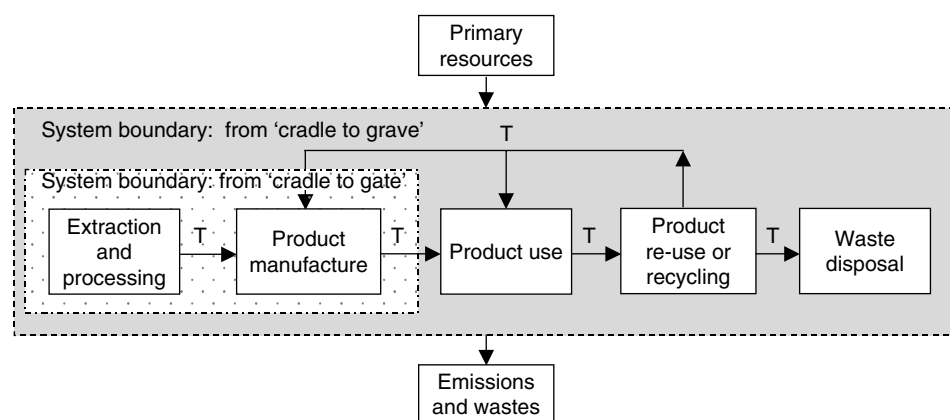 Primary
resources
System boundary:  from ‘cradle to grave’
T
System boundary: from ‘cradle to gate’
Extraction
and
processing
T
Product
manufacture
T
Product use
T
Product
re-use or
recycling
T
Waste
disposal
Emissions
and wastes